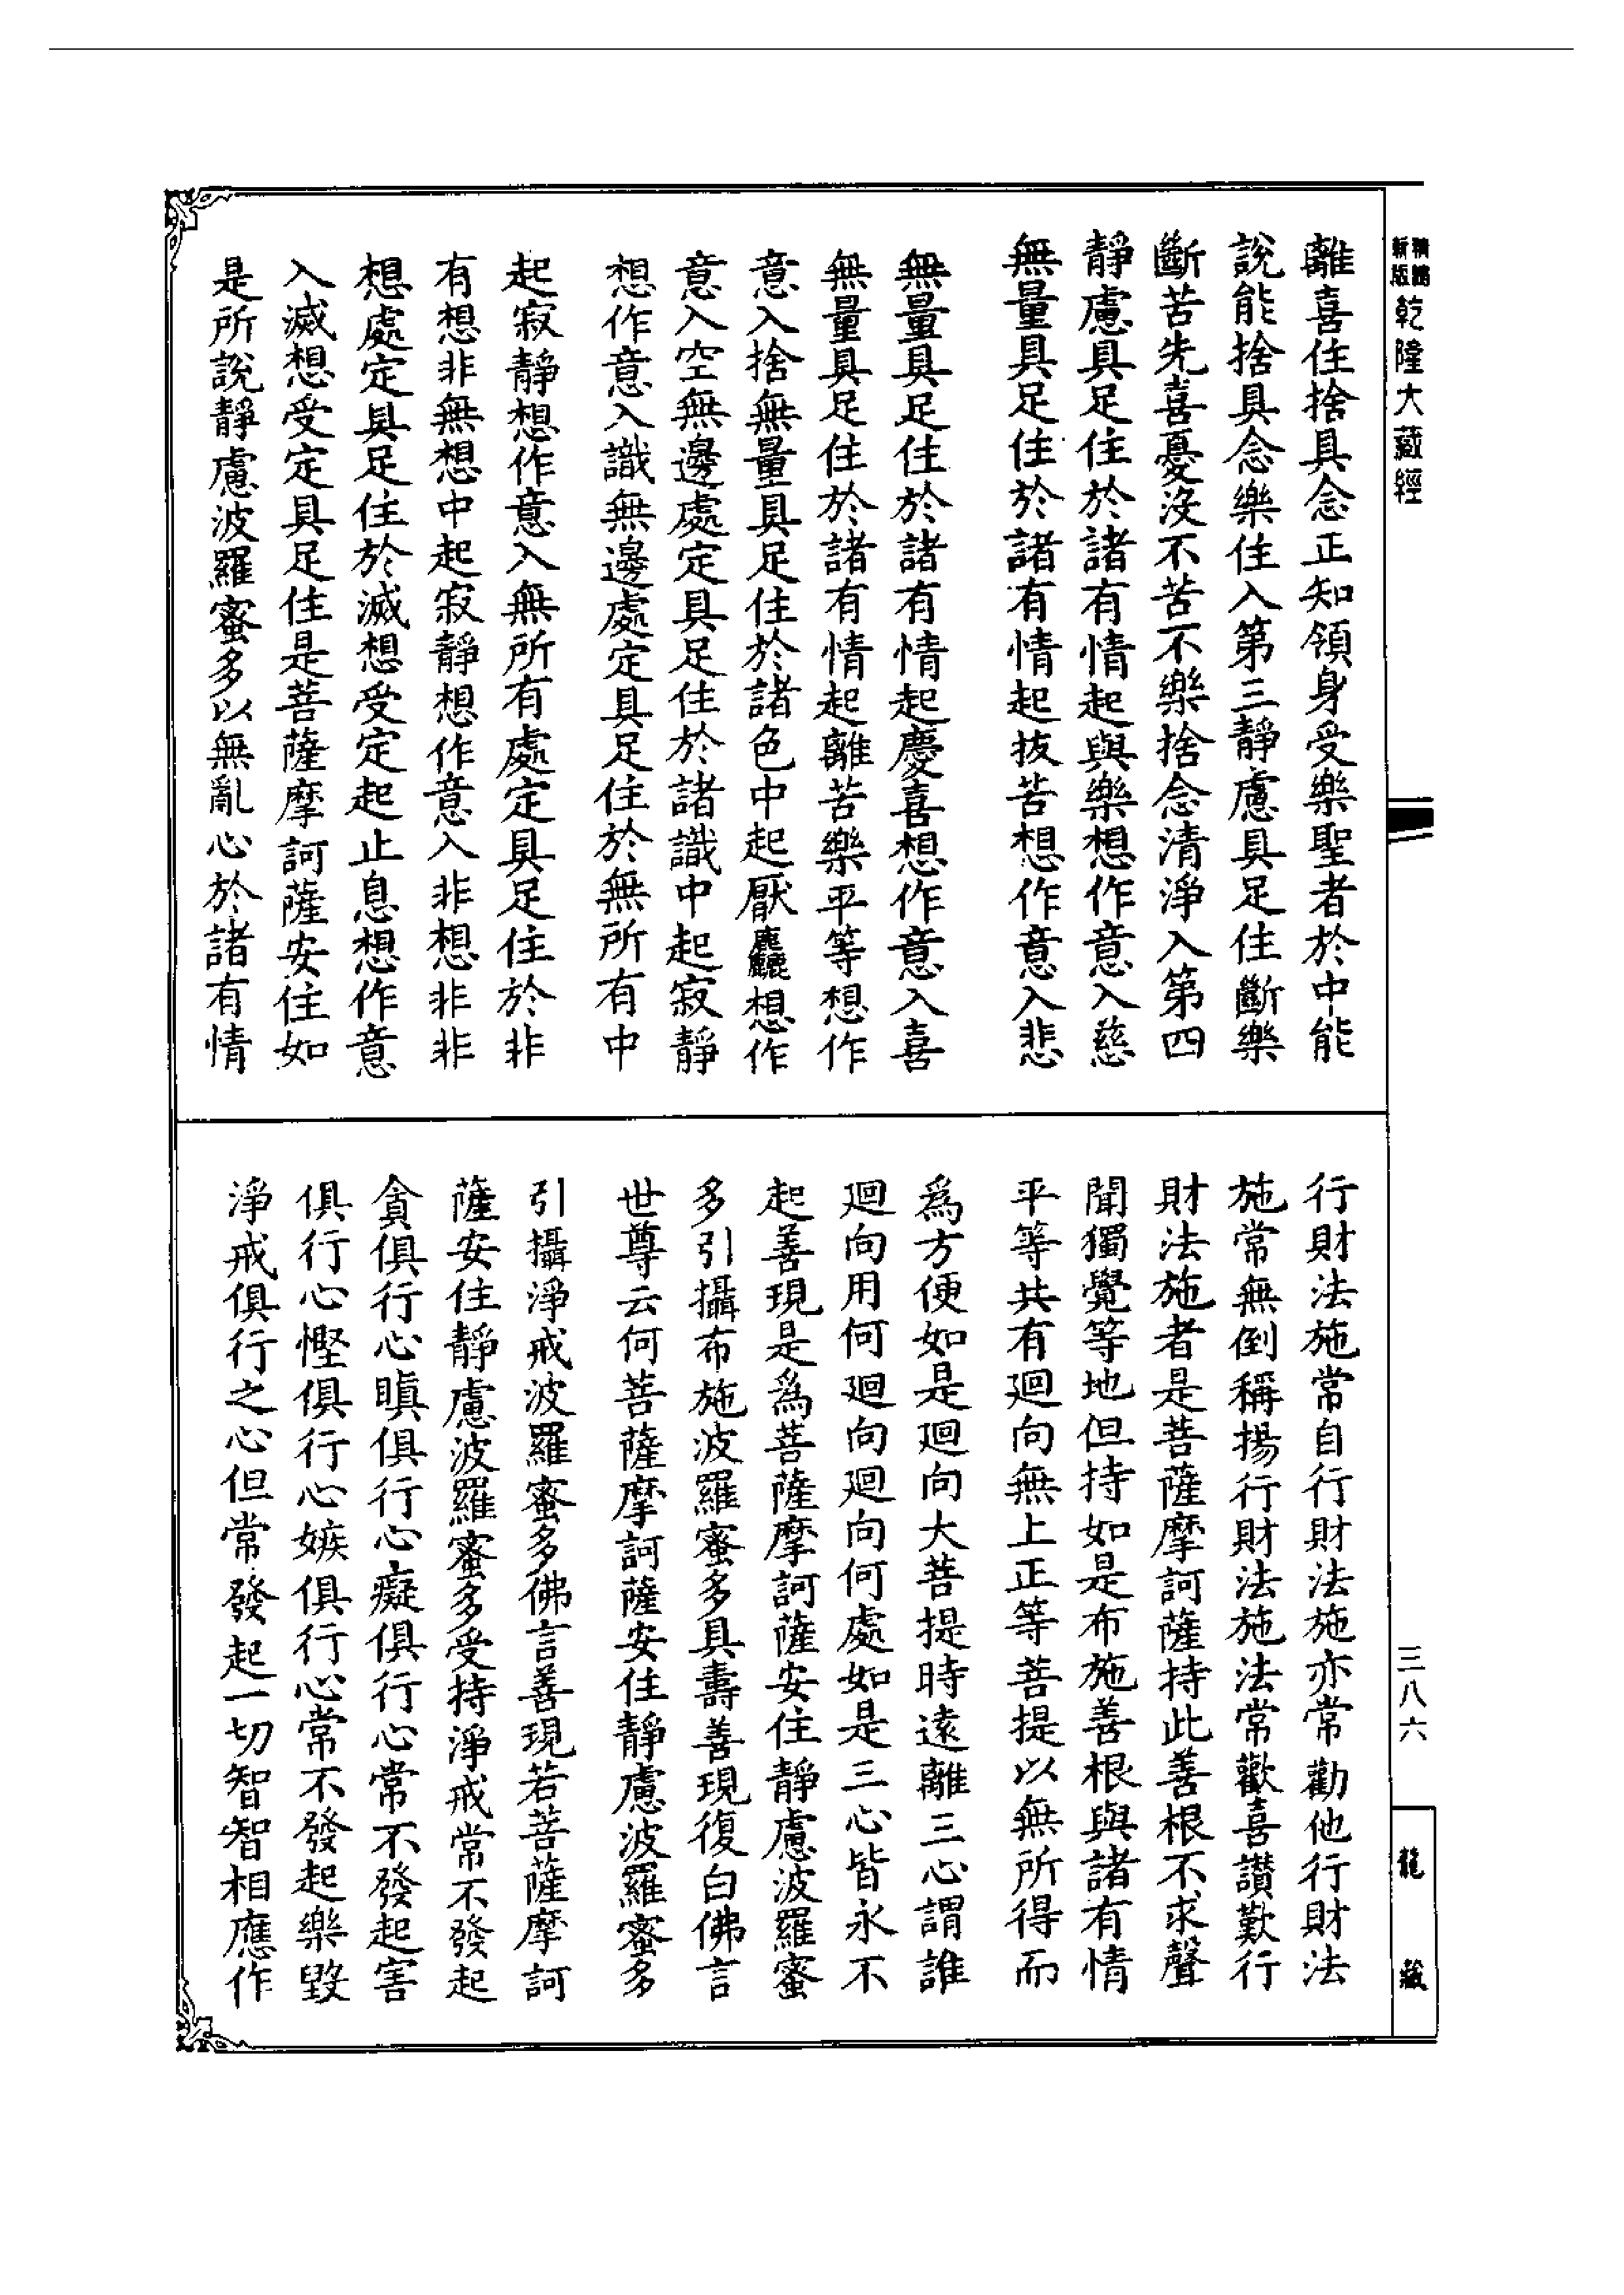 精縮新版乾隆大藏經
離喜住捨具念正知領身受樂聖者於中能
說能捨具念樂住入第三靜慮具足住斷樂
斷苦先喜憂沒不苦不樂捨念清淨入第四
靜慮具足住於諸有情起與樂想作意入慈
無量具足住於諸有情起拔苦想作意入悲
無量具足住於諸有情起慶喜想作意入喜
無量具足住於諸有情起離苦樂平等想作
意入捨無量具足住於諸色中起厭麤想作
意入空無邊處定具足住於諸識中起寂靜
想作意入識無邊處定具足住於無所有中
起寂靜想作意入無所有處定具足住於非
有想非無想中起寂靜想作意入非想非非
想處定具足住於滅想受定起止息想作意
入滅想受定具足住是菩薩摩訶薩安住如
是所說靜慮波羅蜜多以無亂心於諸有情
行財法施常自行財法施亦常勸他行財法
施常無倒稱揚行財法施法常歡喜讚歎行
財法施者是菩薩摩訶薩持此善根不求聲
聞獨覺等地但持如是布施善根與諸有情
平等共有迴向無上正等菩提以無所得而
爲方便如是迴向大菩提時遠離三心謂誰
迴向用何迴向迴向何處如是三心皆永不
起善現是爲菩薩摩訶薩安住靜慮波羅蜜
多引攝布施波羅蜜多具壽善現復白佛言
世尊云何菩薩摩訶薩安住靜慮波羅蜜多
引攝淨戒波羅蜜多佛言善現若菩薩摩訶
薩安住靜慮波羅蜜多受持淨戒常不發起
貪俱行心瞋俱行心癡俱行心常不發起害
俱行心慳俱行心嫉俱行心常不發起樂毀
淨戒俱行之心但常發起一切智智相應作
三八六
龍藏